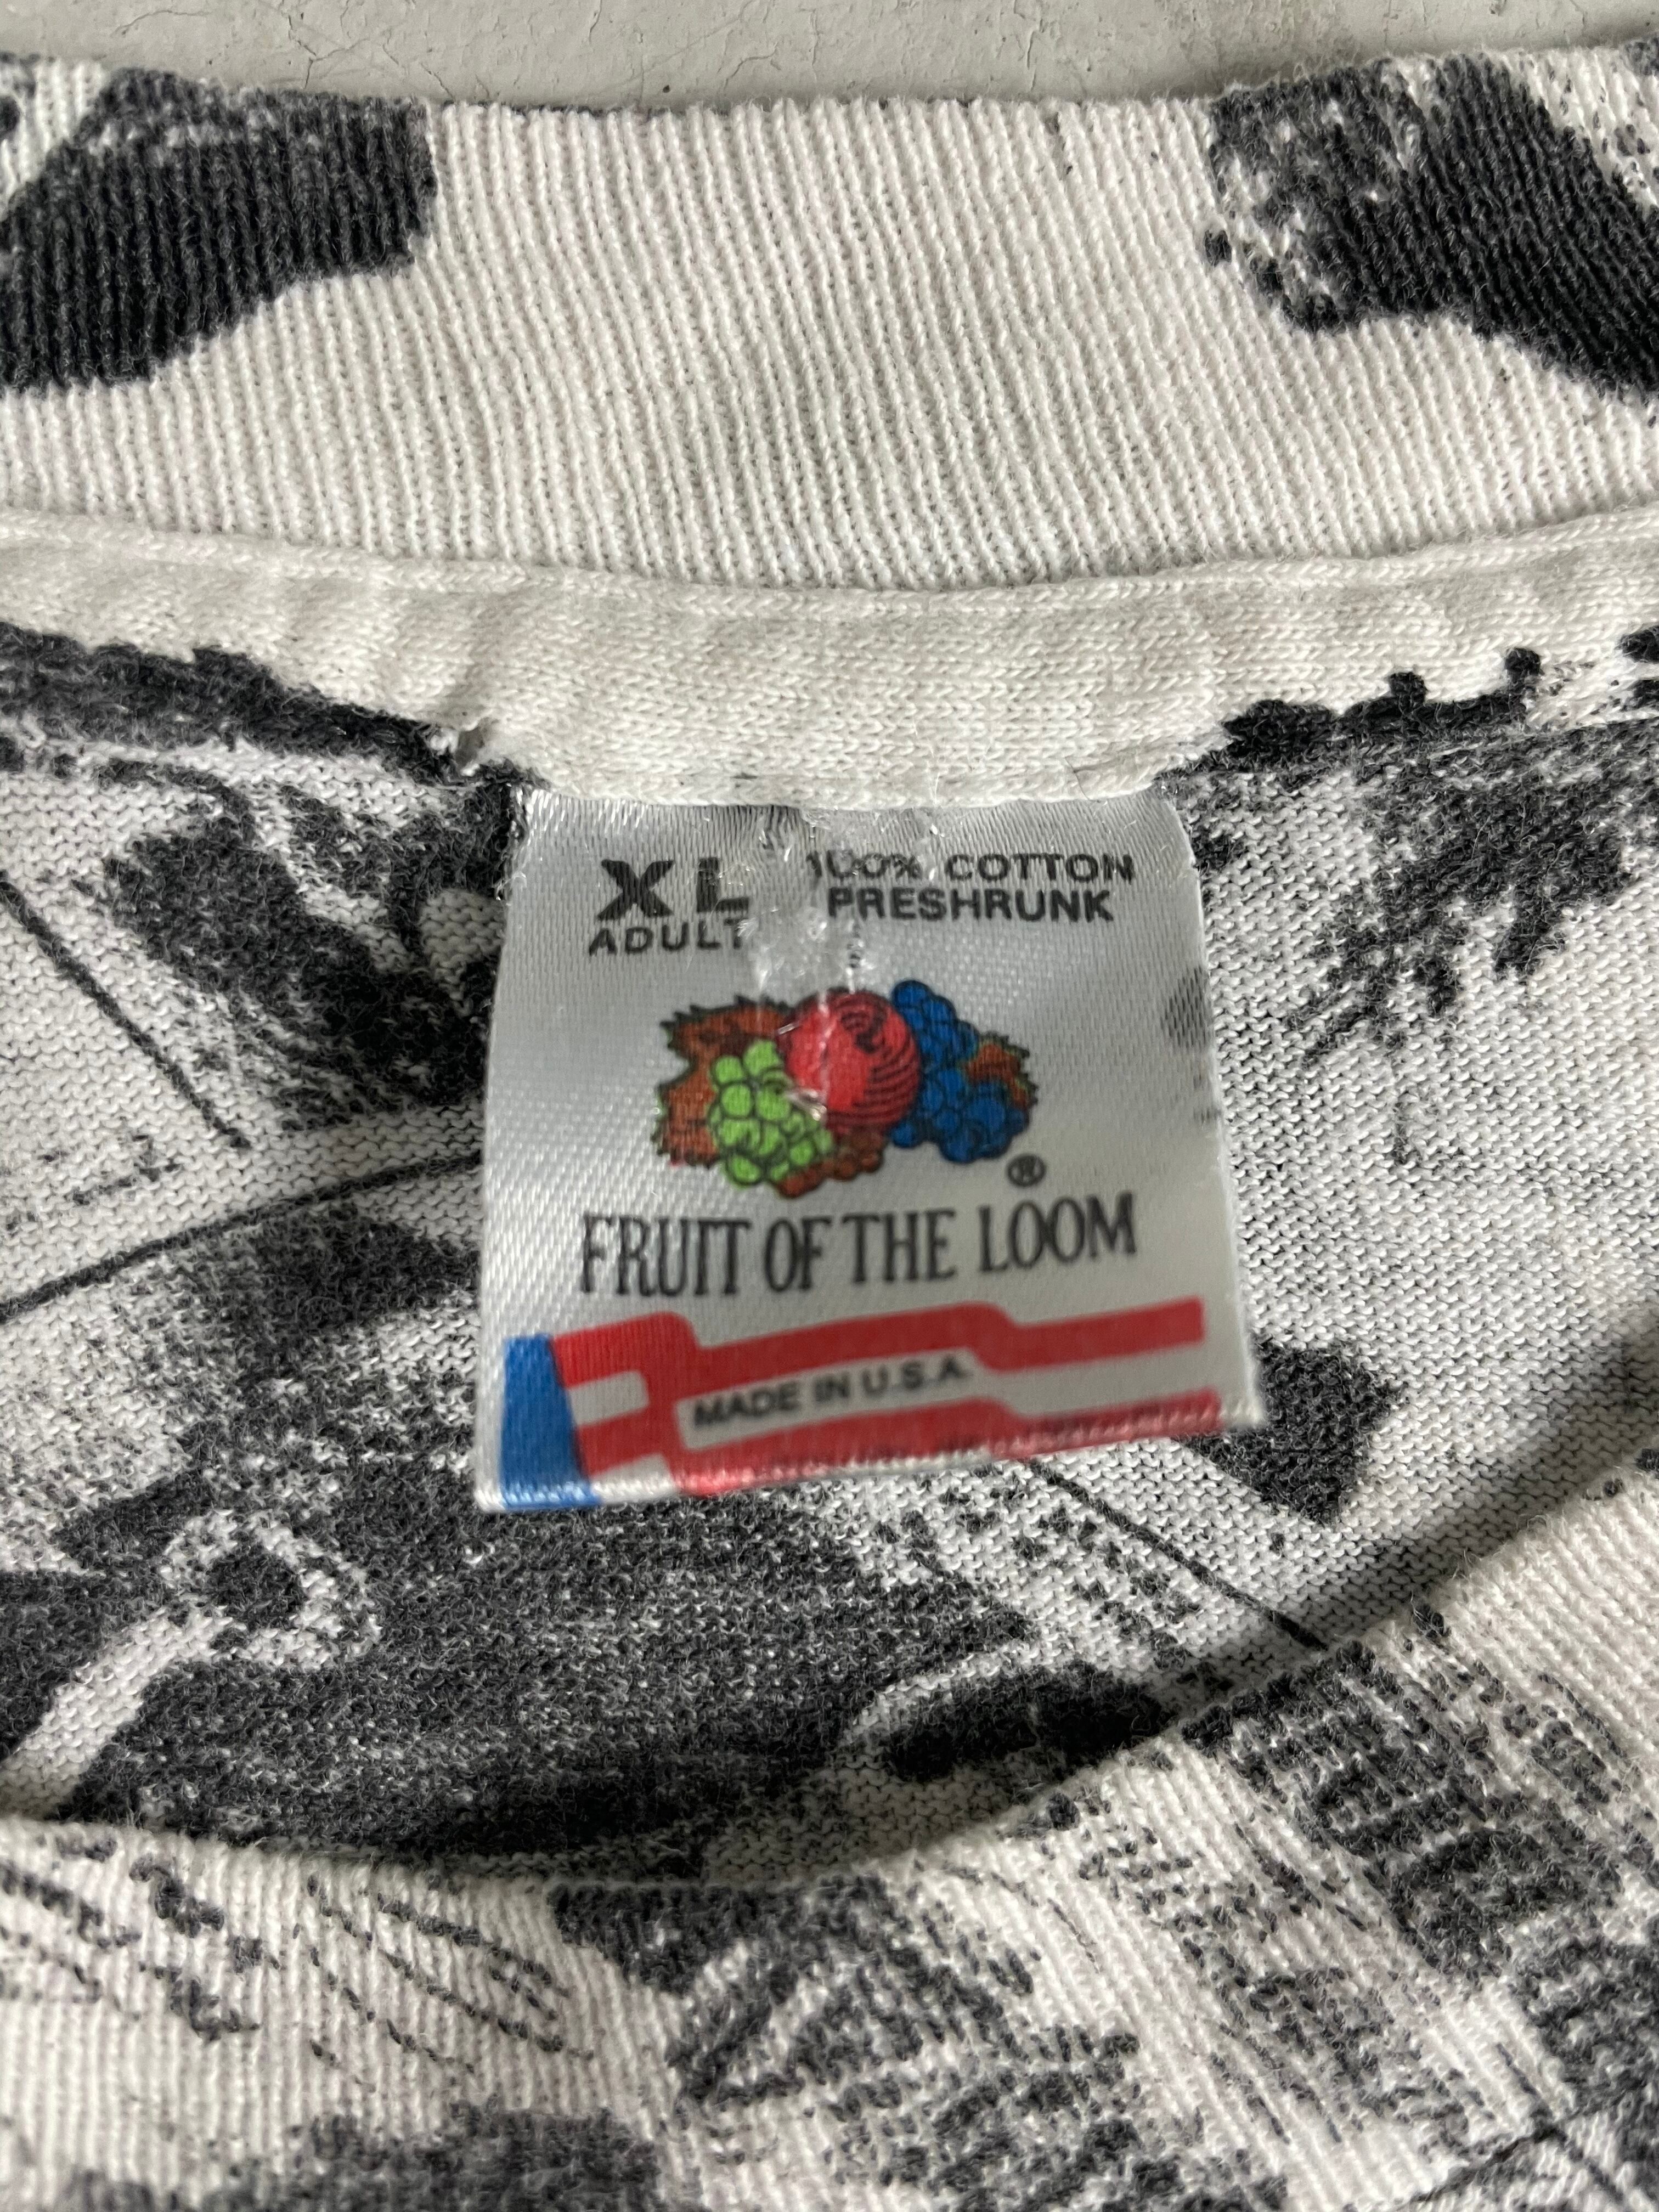 XL 100% COTTON
ADULT PRESHRUNK
®
FRUIT OF THE LOOM
MADE IN U.S.A.